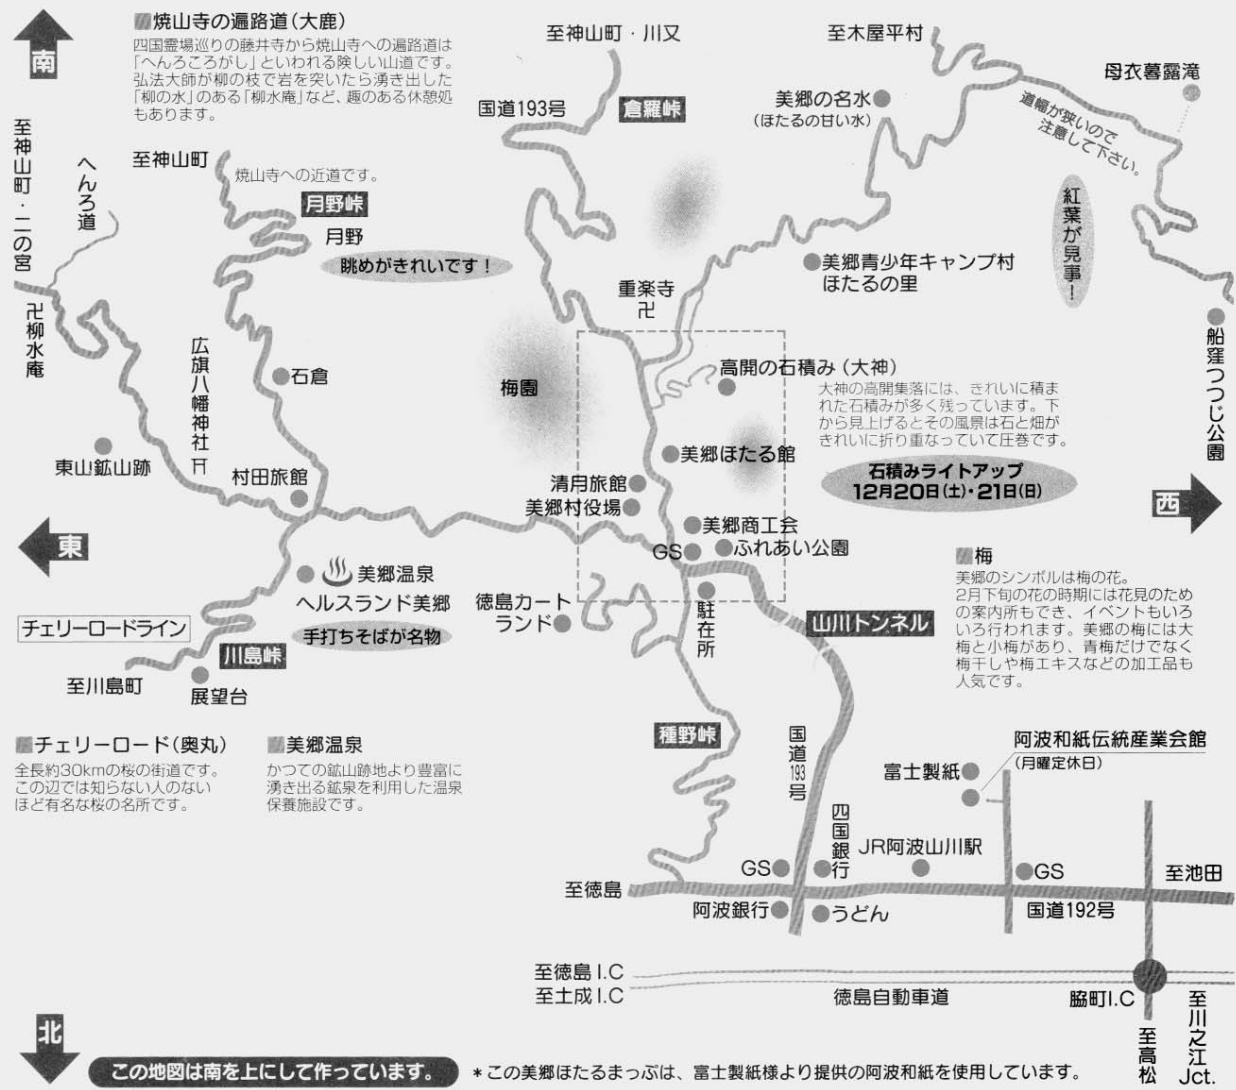 南
■焼山寺の遍路道(大鹿)
四国霊場巡りの藤井寺から焼山寺への遍路道は
「へんろころがし」といわれる険しい山道です。
弘法大師が柳の枝で岩を突いたら湧き出した
「柳の水」のある「柳水庵」など、趣のある休憩処
もあります。
至神山町・川又
国道193号
倉羅峠
至木屋平村
美郷の名水
(ほたるの甘い水)
母衣暮露滝
道幅が狭いので
注意して下さい。
至神山町・二の宮
へんろ道
至神山町
焼山寺への近道です。
月野峠
月野
眺めがきれいです!
紅葉が見事!
美郷青少年キャンプ村
ほたるの里
重楽寺
卍
卍柳水庵
広旗八幡神社
石倉
梅園
高開の石積み(大神)
大神の高開集落には、きれいに積ま
れた石積みが多く残っています。下
から見上げるとその風景は石と畑が
きれいに折り重なっていて圧巻です。
石積みライトアップ
12月20日(土)・21日(日)
船窪つつじ公園
東山鉱山跡
村田旅館
美郷ほたる館
清月旅館
美郷村役場
美郷商工会
GS
ふれあい公園
西
東
美郷温泉
ヘルスランド美郷
手打ちそばが名物
徳島カート
ランド
駐在所
山川トンネル
■梅
美郷のシンボルは梅の花。
2月下旬の花の時期には花見のため
の案内所もでき、イベントもいろ
いろ行われます。美郷の梅には大
梅と小梅があり、青梅だけでなく
梅干しや梅エキスなどの加工品も
人気です。
チェリーロードライン
川島峠
至川島町
展望台
■チェリーロード(奥丸)
全長約30kmの桜の街道です。
この辺では知らない人のない
ほど有名な桜の名所です。
■美郷温泉
かつての鉱山跡地より豊富に
湧き出る鉱泉を利用した温泉
保養施設です。
種野峠
国道193号
阿波和紙伝統産業会館
(月曜定休日)
富士製紙
四国銀行
GS
JR阿波山川駅
GS
至池田
至徳島
阿波銀行
うどん
国道192号
至徳島I.C
至土成I.C
徳島自動車道
脇町I.C
至高松
至川之江Jct.
北
この地図は南を上にして作っています。
*この美郷ほたるまっぷは、富士製紙様より提供の阿波和紙を使用しています。